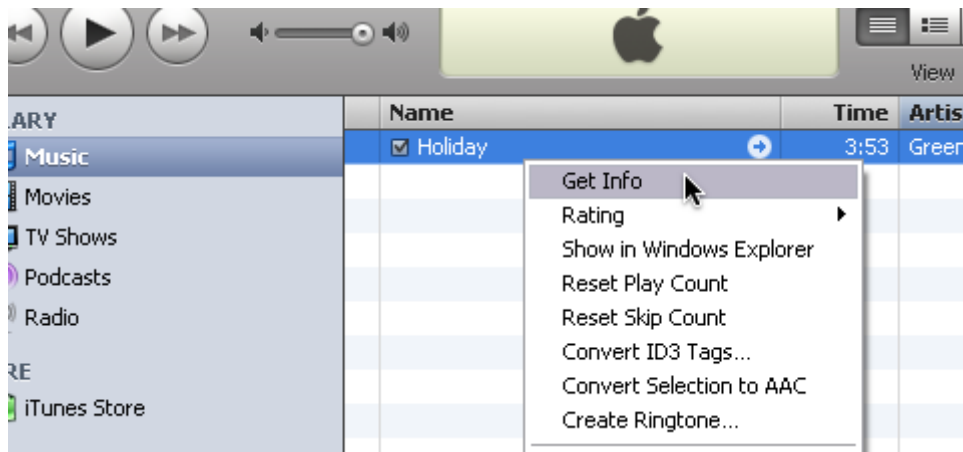 View
ARY
Name Time Artis
Music
Holiday 3:53 Green
Movies
TV Shows
Podcasts
Radio
RE
iTunes Store
Get Info
Rating
Show in Windows Explorer
Reset Play Count
Reset Skip Count
Convert ID3 Tags...
Convert Selection to AAC
Create Ringtone...